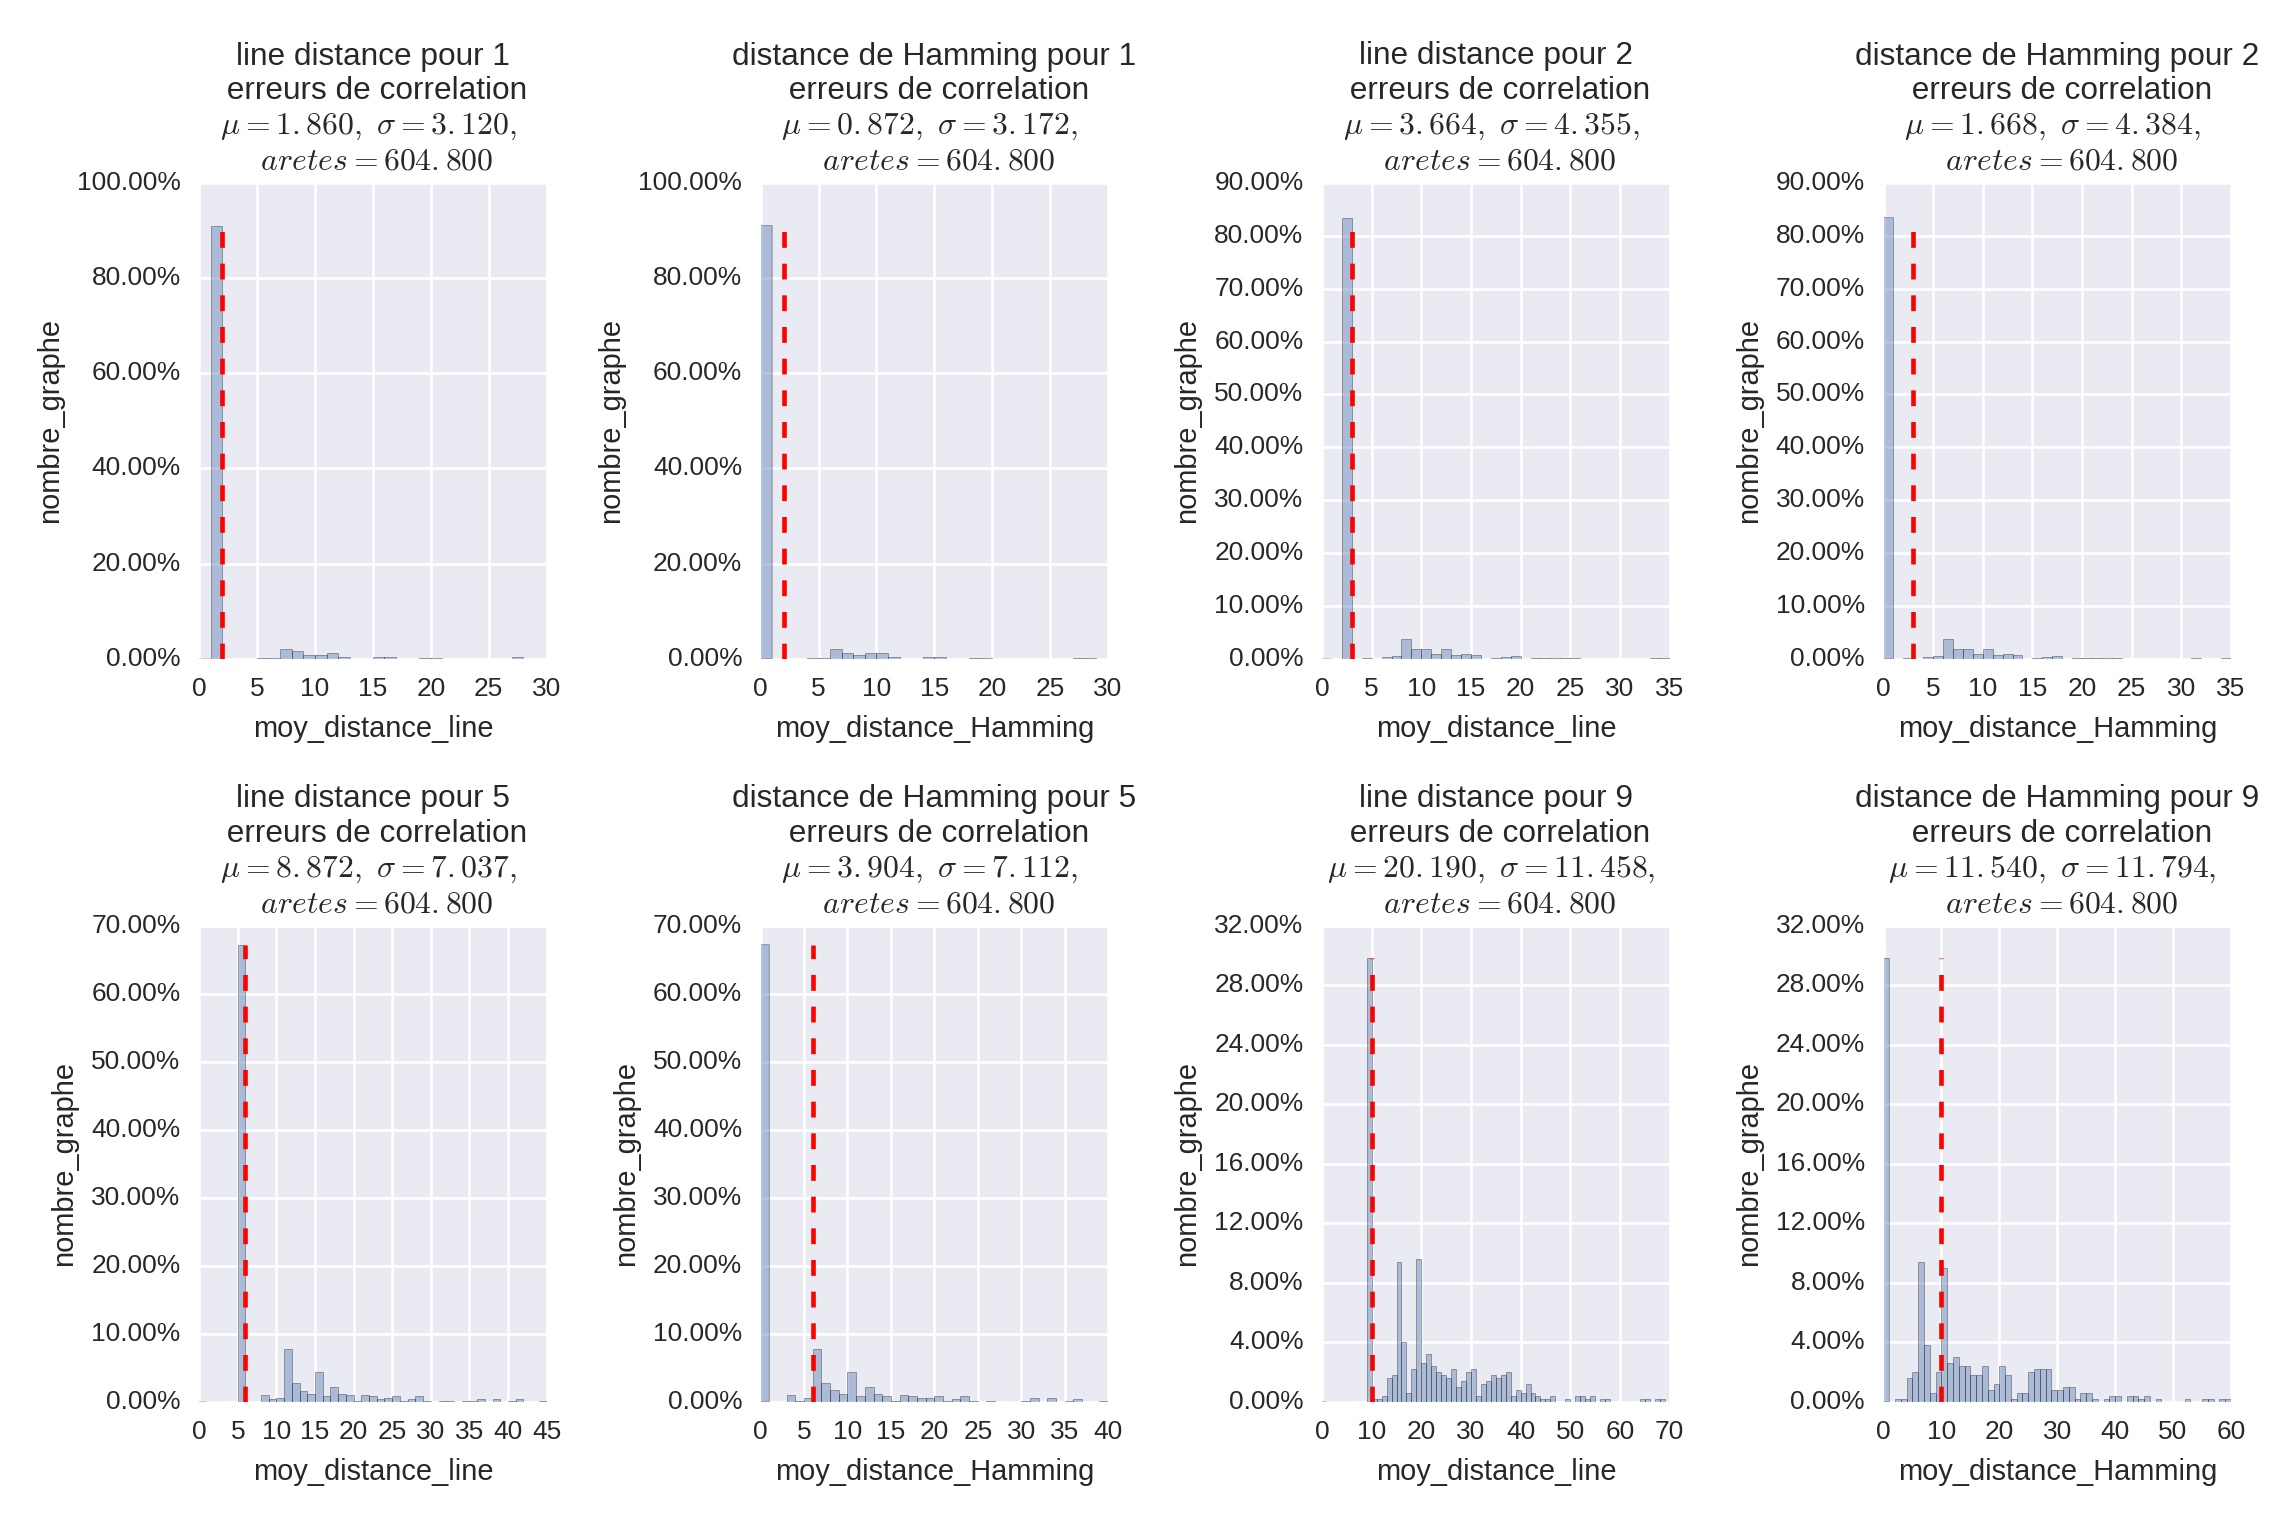 line distance pour 1
erreurs de correlation
μ = 1.860, σ = 3.120,
aretes = 604.800
100.00%
80.00%
60.00%
40.00%
20.00%
0.00%
nombre_graphe
0 5 10 15 20 25 30
moy_distance_line
distance de Hamming pour 1
erreurs de correlation
μ = 0.872, σ = 3.172,
aretes = 604.800
100.00%
80.00%
60.00%
40.00%
20.00%
0.00%
nombre_graphe
0 5 10 15 20 25 30
moy_distance_Hamming
line distance pour 2
erreurs de correlation
μ = 3.664, σ = 4.355,
aretes = 604.800
90.00%
80.00%
70.00%
60.00%
50.00%
40.00%
30.00%
20.00%
10.00%
0.00%
nombre_graphe
0 5 10 15 20 25 30 35
moy_distance_line
distance de Hamming pour 2
erreurs de correlation
μ = 1.668, σ = 4.384,
aretes = 604.800
90.00%
80.00%
70.00%
60.00%
50.00%
40.00%
30.00%
20.00%
10.00%
0.00%
nombre_graphe
0 5 10 15 20 25 30 35
moy_distance_Hamming
line distance pour 5
erreurs de correlation
μ = 8.872, σ = 7.037,
aretes = 604.800
70.00%
60.00%
50.00%
40.00%
30.00%
20.00%
10.00%
0.00%
nombre_graphe
0 5 10 15 20 25 30 35 40 45
moy_distance_line
distance de Hamming pour 5
erreurs de correlation
μ = 3.904, σ = 7.112,
aretes = 604.800
70.00%
60.00%
50.00%
40.00%
30.00%
20.00%
10.00%
0.00%
nombre_graphe
0 5 10 15 20 25 30 35 40
moy_distance_Hamming
line distance pour 9
erreurs de correlation
μ = 20.190, σ = 11.458,
aretes = 604.800
32.00%
28.00%
24.00%
20.00%
16.00%
12.00%
8.00%
4.00%
0.00%
nombre_graphe
0 10 20 30 40 50 60 70
moy_distance_line
distance de Hamming pour 9
erreurs de correlation
μ = 11.540, σ = 11.794,
aretes = 604.800
32.00%
28.00%
24.00%
20.00%
16.00%
12.00%
8.00%
4.00%
0.00%
nombre_graphe
0 10 20 30 40 50 60
moy_distance_Hamming